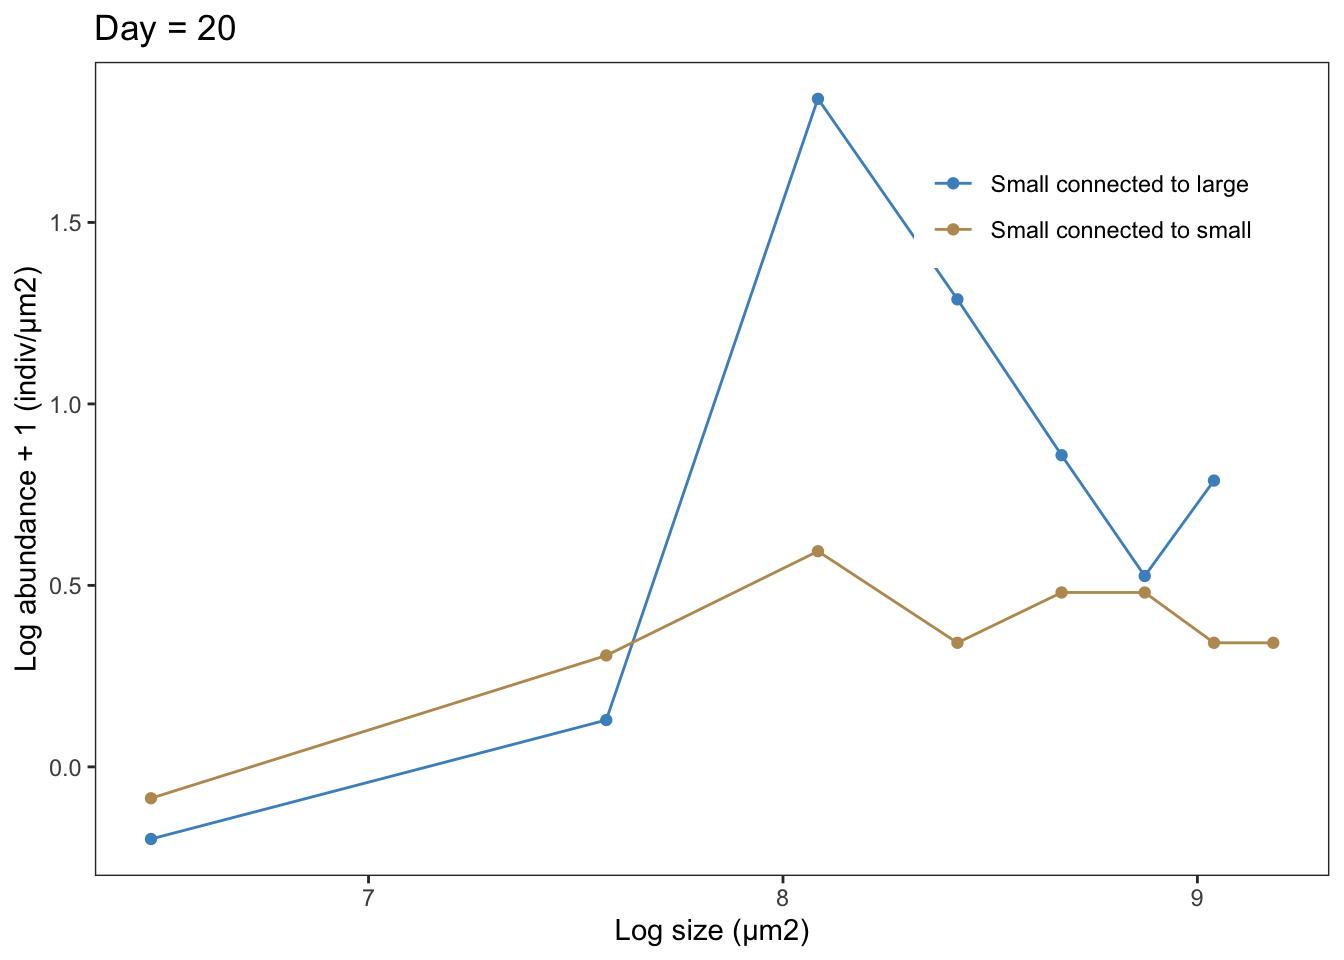 Day = 20
Log abundance + 1 (indiv/µm2)
1.5
1.0
0.5
0.0
Small connected to large
Small connected to small
7 8 9
Log size (µm2)